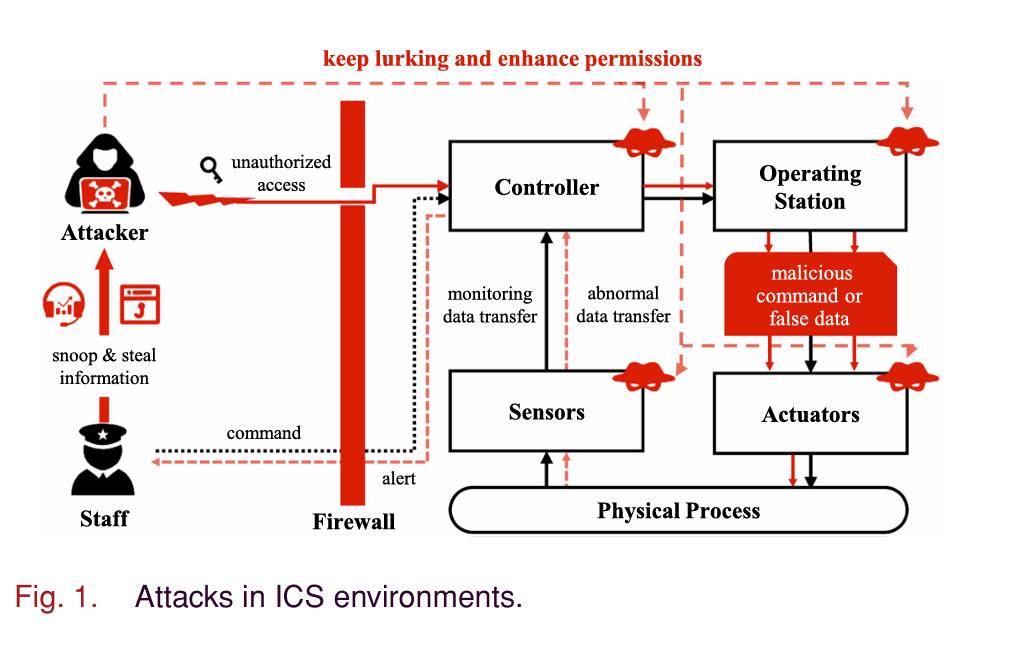 keep lurking and enhance permissions
unauthorized
access
Controller
Operating
Station
Attacker
monitoring
data transfer
abnormal
data transfer
malicious
command or
false data
snoop & steal
information
Sensors
Actuators
command
alert
Staff
Firewall
Physical Process
Fig. 1. Attacks in ICS environments.